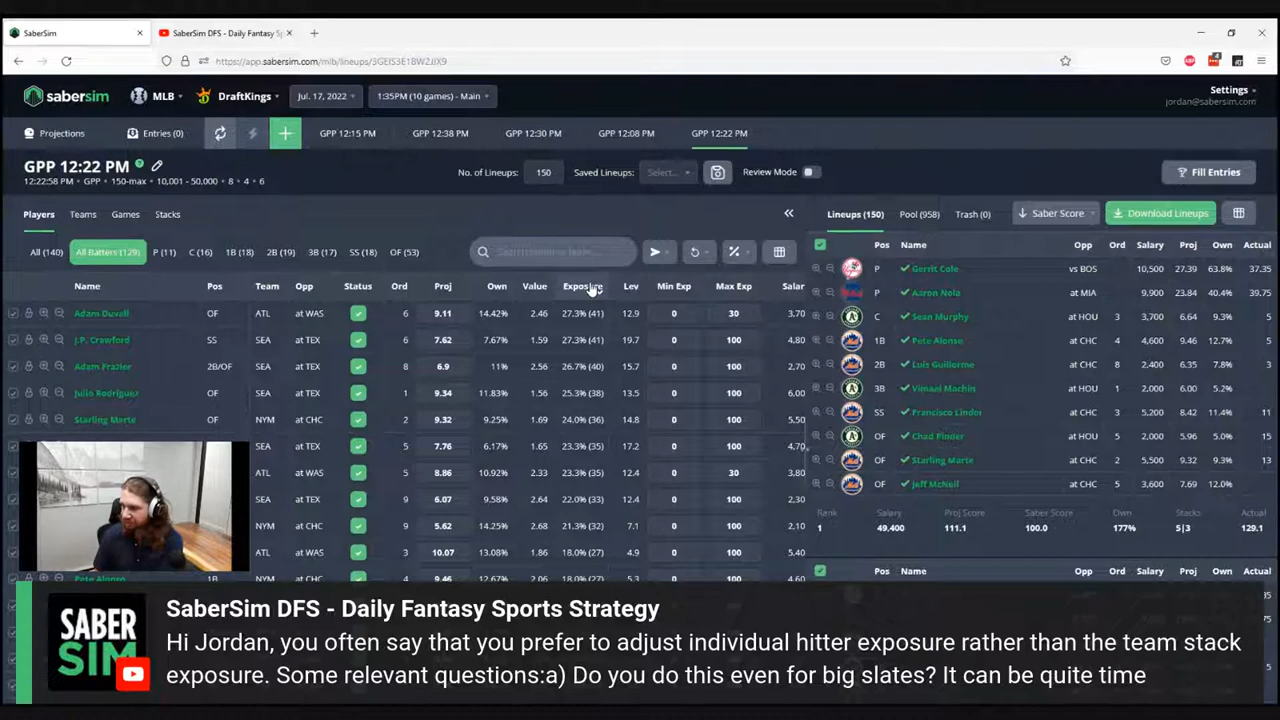 SaberSim
SaberSim DFS - Daily Fantasy Sp
https://app.sabersim.com/mlb/lineups/3GEIS3E1BW2JIX9
sabersim
MLB
DraftKings
Jul. 17, 2022
1:35PM (10 games) - Main
Settings
jordan@sabersim.com
Projections
Entries (0)
GPP 12:15 PM
GPP 12:38 PM
GPP 12:30 PM
GPP 12:08 PM
GPP 12:22 PM
GPP 12:22 PM
12:22:58 PM • GPP • 150-max • 10,001 - 50,000 • 8 • 4 • 6
No. of Lineups:
150
Saved Lineups:
Select...
Review Mode
Fill Entries
Players
Teams
Games
Stacks
Lineups (150)
Pool (958)
Trash (0)
Saber Score
Download Lineups
All (140)
All Batters (129)
P (11)
C (16)
1B (18)
2B (19)
3B (17)
SS (18)
OF (53)
Name Pos Team Opp Status Ord Proj Own Value Exposure Lev Min Exp Max Exp Salar
Adam Duvall OF ATL at WAS 6 9.11 14.42% 2.46 27.3% (41) 12.9 0 30 3,70
J.P. Crawford SS SEA at TEX 6 7.62 7.67% 1.59 27.3% (41) 19.7 0 100 4,80
Adam Frazier 2B/OF SEA at TEX 8 6.9 11% 2.56 26.7% (40) 15.7 0 100 2,70
Julio Rodriguez OF SEA at TEX 1 9.34 11.83% 1.56 25.3% (38) 13.5 0 100 6,00
Starling Marte OF NYM at CHC 2 9.32 9.25% 1.69 24.0% (36) 14.8 0 100 5,50
SEA at TEX 5 7.76 6.17% 1.65 23.3% (35) 17.2 0 100 4,70
ATL at WAS 5 8.86 10.92% 2.33 23.3% (35) 12.4 0 30 3,80
SEA at TEX 9 6.07 9.58% 2.64 22.0% (33) 12.4 0 100 2,30
NYM at CHC 9 5.62 14.25% 2.68 21.3% (32) 7.1 0 100 2,10
ATL at WAS 3 10.07 13.08% 1.86 18.0% (27) 4.9 0 100 5,40
Pete Alonso 1B NYM at CHC 4 9.46 12.67% 2.06 18.0% (27) 5.3 0 100 4,60
Pos Name Opp Ord Salary Proj Own Actual
P Gerrit Cole vs BOS 10,500 27.39 63.8% 37.35
P Aaron Nola at MIA 9,900 23.84 40.4% 39.75
C Sean Murphy at HOU 3 3,700 6.64 9.3%
1B Pete Alonso at CHC 4 4,600 9.46 12.7% 5
2B Luis Guillorme at CHC 8 2,400 6.35 7.8% 3
3B Vimael Machin at HOU 1 2,000 6.00 5.2%
SS Francisco Lindor at CHC 3 5,200 8.42 11.4% 11
OF Chad Pinder at HOU 5 2,000 5.96 5.0% 15
OF Starling Marte at CHC 2 5,500 9.32 9.3% 13
OF Jeff McNeil at CHC 5 3,600 7.69 12.0%
Rank Salary Proj Score Saber Score Own Stacks Actual
1 49,400 111.1 100.0 177% 5|3 129.1
Pos Name Opp Ord Salary Proj Own Actual
SABER
SIM
SaberSim DFS - Daily Fantasy Sports Strategy
Hi Jordan, you often say that you prefer to adjust individual hitter exposure rather than the team stack
exposure. Some relevant questions:a) Do you do this even for big slates? It can be quite time